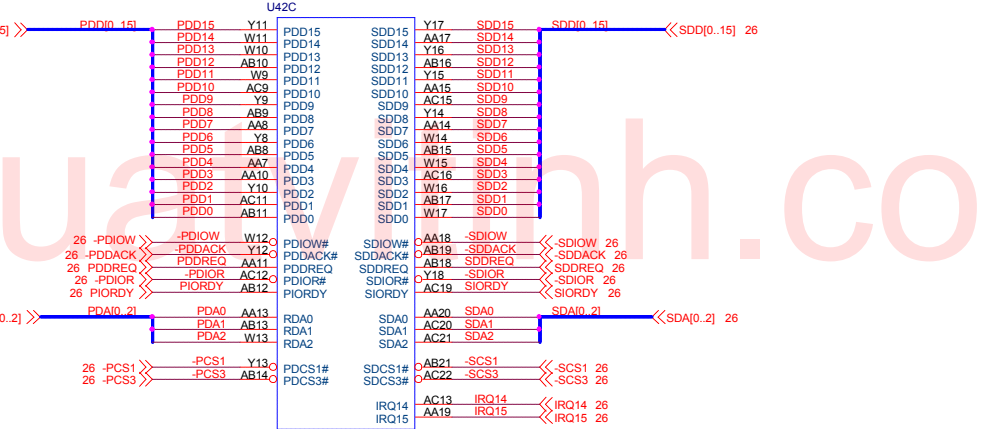 U42C
5] PDD[0..15] PDD15 Y11 PDD15 SDD15 Y17 SDD15 SDD[0..15] SDD[0..15] 26
PDD14 W11 PDD14 SDD14 AA17 SDD14
PDD13 W10 PDD13 SDD13 Y16 SDD13
PDD12 AB10 PDD12 SDD12 AB16 SDD12
PDD11 W9 PDD11 SDD11 Y15 SDD11
PDD10 AC9 PDD10 SDD10 AA15 SDD10
PDD9 Y9 PDD9 SDD9 AC15 SDD9
PDD8 AB9 PDD8 SDD8 Y14 SDD8
PDD7 AA8 PDD7 SDD7 AA14 SDD7
PDD6 Y8 PDD6 SDD6 W14 SDD6
PDD5 AB8 PDD5 SDD5 AB15 SDD5
PDD4 AA7 PDD4 SDD4 W15 SDD4
PDD3 AA10 PDD3 SDD3 AC16 SDD3
PDD2 Y10 PDD2 SDD2 W16 SDD2
PDD1 AC11 PDD1 SDD1 AB17 SDD1
PDD0 AB11 PDD0 SDD0 W17 SDD0
26 -PDIOW -PDIOW W12 PDIOW# SDIOW# AA18 -SDIOW -SDIOW 26
26 -PDDACK -PDDACK Y12 PDDACK# SDDACK# AB19 -SDDACK -SDDACK 26
26 PDDREQ PDDREQ AA11 PDDREQ SDDREQ AB18 SDDREQ SDDREQ 26
26 -PDIOR -PDIOR AC12 PDIOR# SDIOR# Y18 -SDIOR -SDIOR 26
26 PIORDY PIORDY AB12 PIORDY SIORDY AC19 SIORDY SIORDY 26
0..2] PDA[0..2] PDA0 AA13 RDA0 SDA0 AA20 SDA0 SDA[0..2] SDA[0..2] 26
PDA1 AB13 RDA1 SDA1 AC20 SDA1
PDA2 W13 RDA2 SDA2 AC21 SDA2
26 -PCS1 -PCS1 Y13 PDCS1# SDCS1# AB21 -SCS1 -SCS1 26
26 -PCS3 -PCS3 AB14 PDCS3# SDCS3# AC22 -SCS3 -SCS3 26
IRQ14 AC13 IRQ14 IRQ14 26
IRQ15 AA19 IRQ15 IRQ15 26
uatvitinh.co